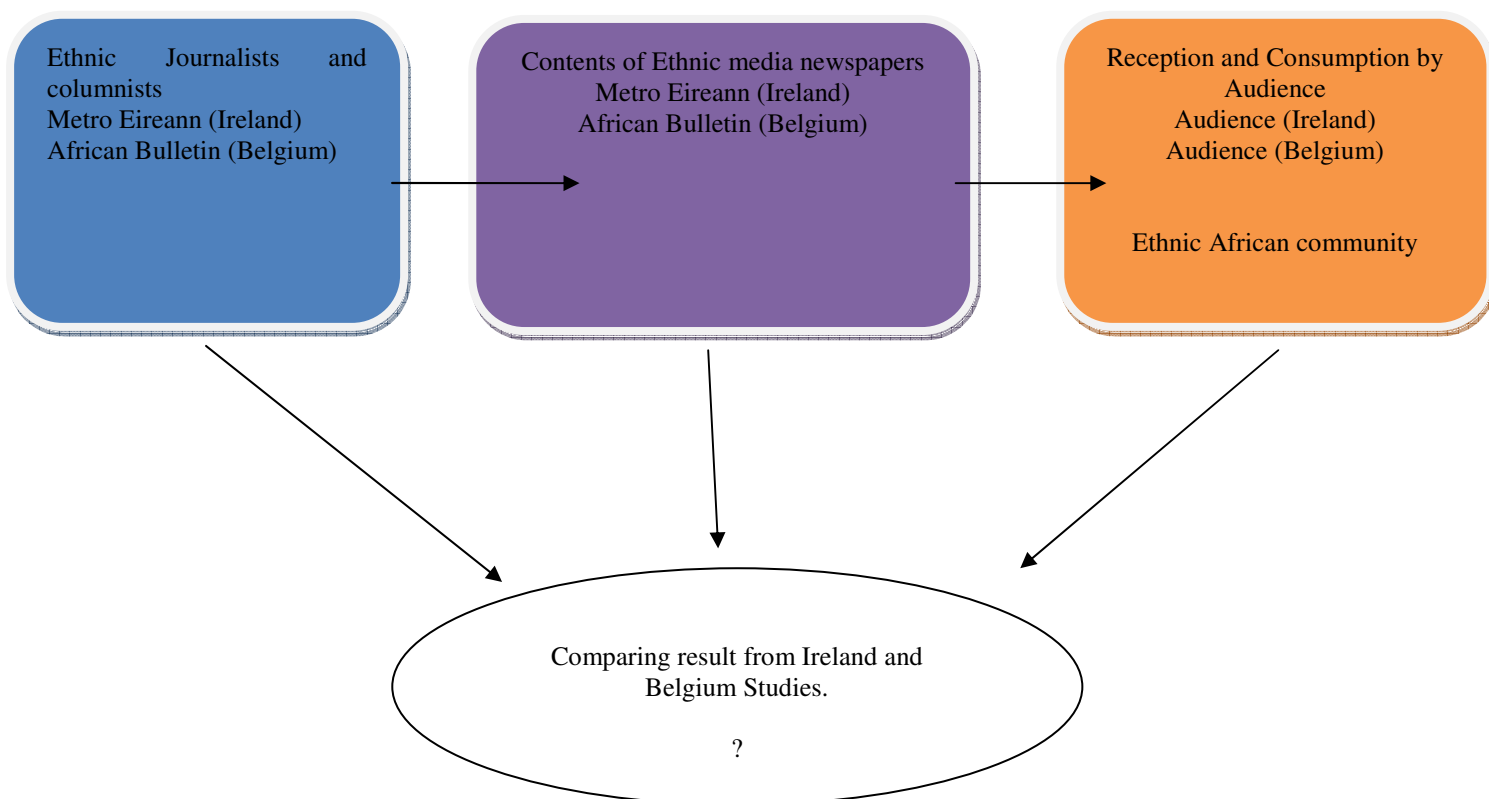 Ethnic Journalists and
columnists
Metro Eireann (Ireland)
African Bulletin (Belgium)
Contents of Ethnic media newspapers
Metro Eireann (Ireland)
African Bulletin (Belgium)
Reception and Consumption by
Audience
Audience (Ireland)
Audience (Belgium)
Ethnic African community
Comparing result from Ireland and
Belgium Studies.
?